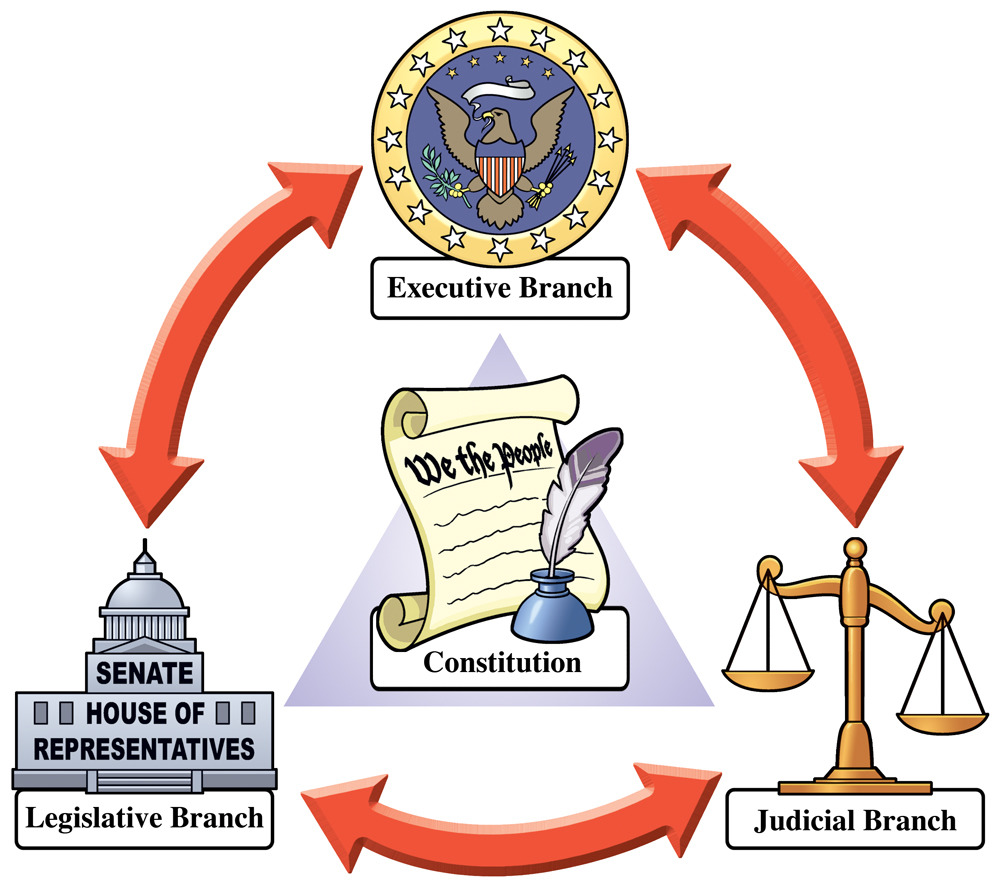 Executive Branch
We the People
Constitution
SENATE
HOUSE OF
REPRESENTATIVES
Legislative Branch
Judicial Branch